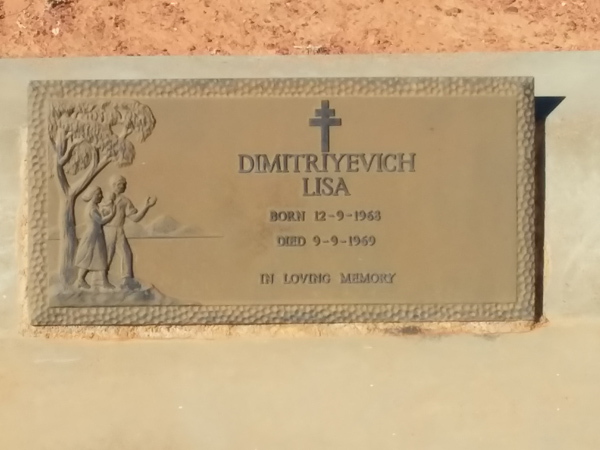 DIMITRIYEVICH
LISA
BORN 12-9-1968
DIED 9-9-1969
IN LOVING MEMORY